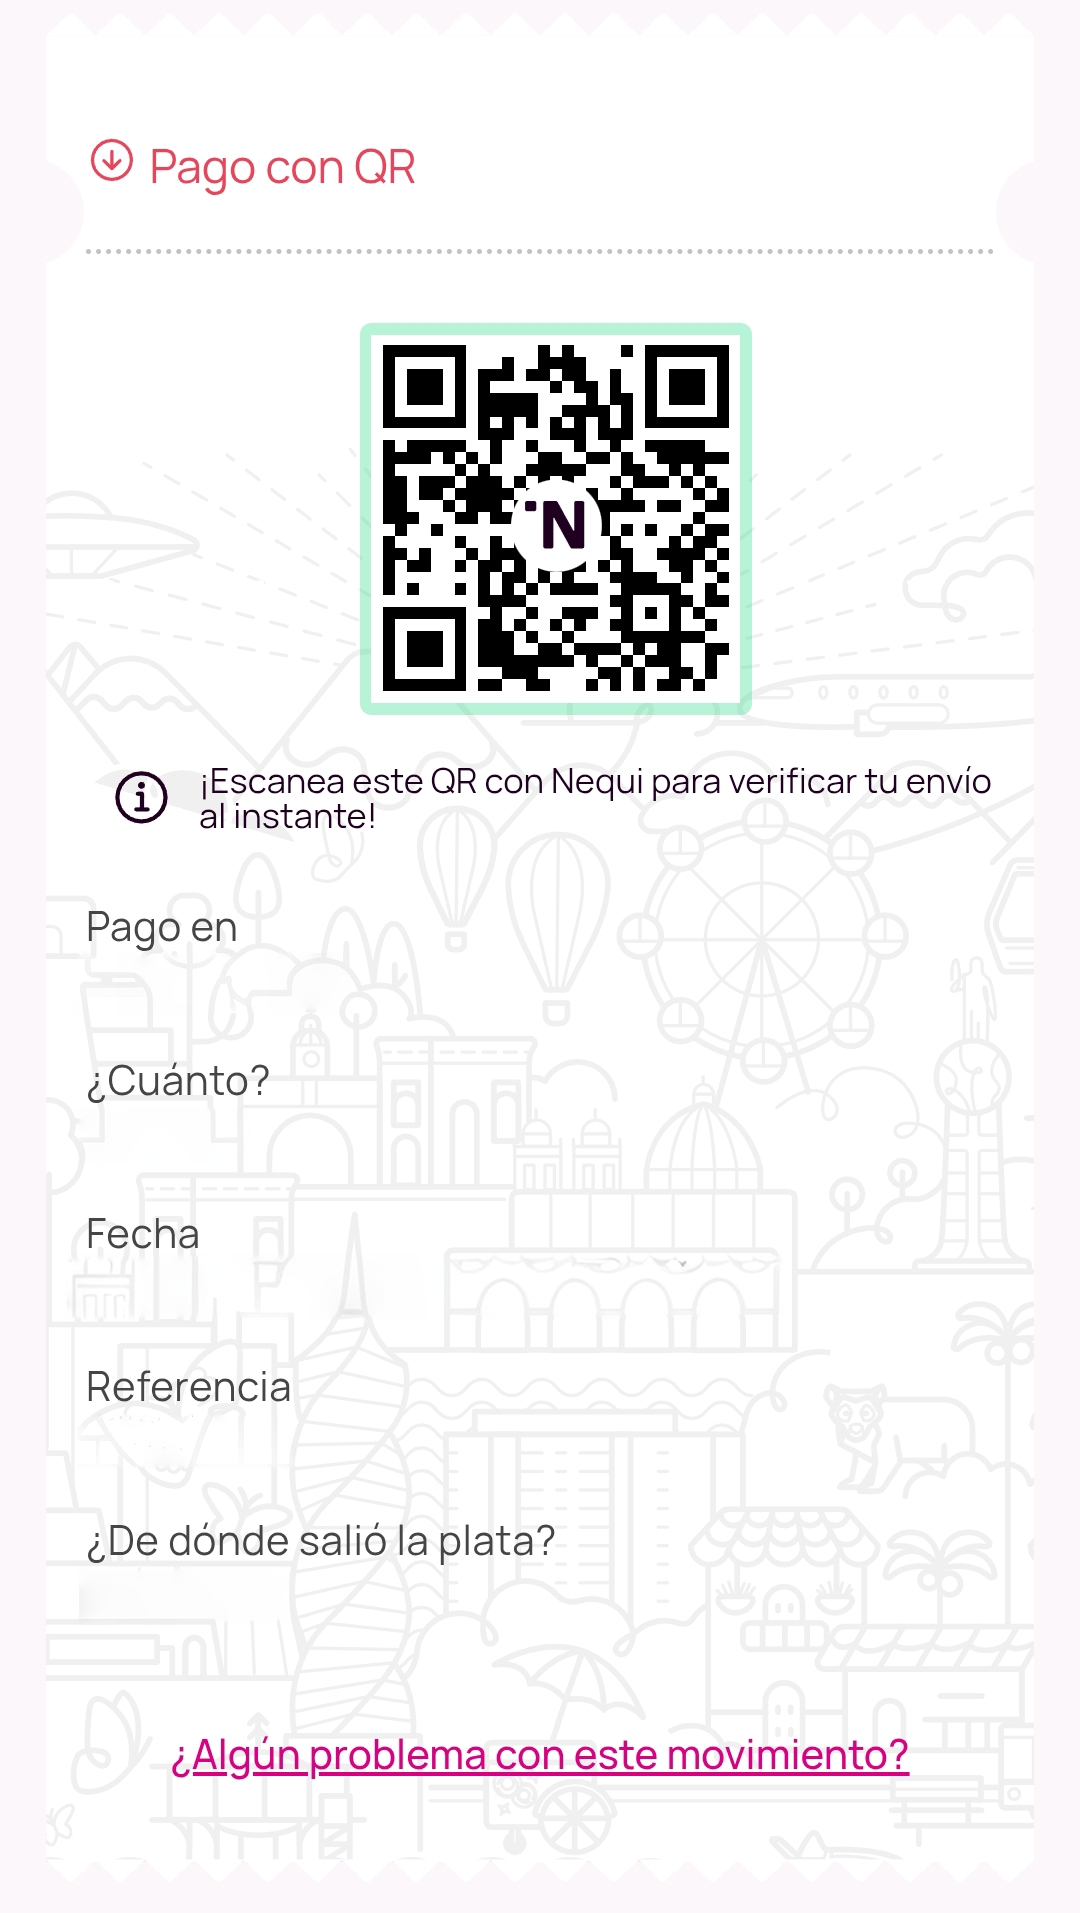 Pago con QR
N
¡Escanea este QR con Nequi para verificar tu envío
al instante!
Pago en
¿Cuánto?
Fecha
Referencia
¿De dónde salió la plata?
¿Algún problema con este movimiento?